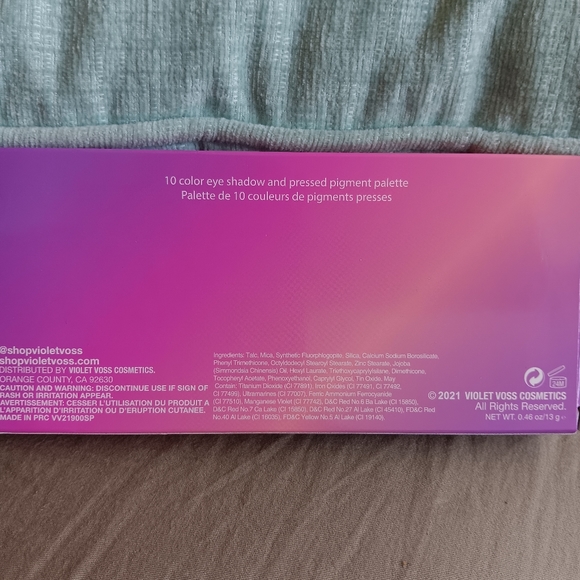 10 color eye shadow and pressed pigment palette
Palette de 10 couleurs de pigments presses
@shopvioletvoss
shopvioletvoss.com
DISTRIBUTED BY VIOLET VOSS COSMETICS.
ORANGE COUNTY, CA 92630
CAUTION AND WARNING: DISCONTINUE USE IF SIGN OF
RASH OR IRRITATION APPEAR.
AVERTISSEMENT: CESSER L'UTILISATION DU PRODUIT A
L'APPARITION D'IRRITATION OU D'ERUPTION CUTANEE.
MADE IN PRC VV21900SP
Ingredients: Talc, Mica, Synthetic Fluorphlogopite, Silica, Calcium Sodium Borosilicate,
Phenyl Trimethicone, Octyldodecyl Stearoyl Stearate, Zinc Stearate, Jojoba
(Simmondsia Chinensis) Oil, Hexyl Laurate, Triethoxycaprylylsilane, Dimethicone,
Tocopheryl Acetate, Phenoxyethanol, Caprylyl Glycol, Tin Oxide, May
Contain: Titanium Dioxide (CI 77891), Iron Oxides (CI 77491, CI 77492,
CI 77499), Ultramarines (CI 77007), Ferric Ammonium Ferrocyanide
(CI 77510), Manganese Violet (CI 77742), D&C Red No.6 Ba Lake (CI 15850),
D&C Red No.7 Ca Lake (CI 15850), D&C Red No.27 Al Lake (CI 45410), FD&C Red
No.40 Al Lake (CI 16035), FD&C Yellow No.5 Al Lake (CI 19140).
24M
© 2021 VIOLET VOSS COSMETICS
All Rights Reserved.
NET WT. 0.46 oz/13 g